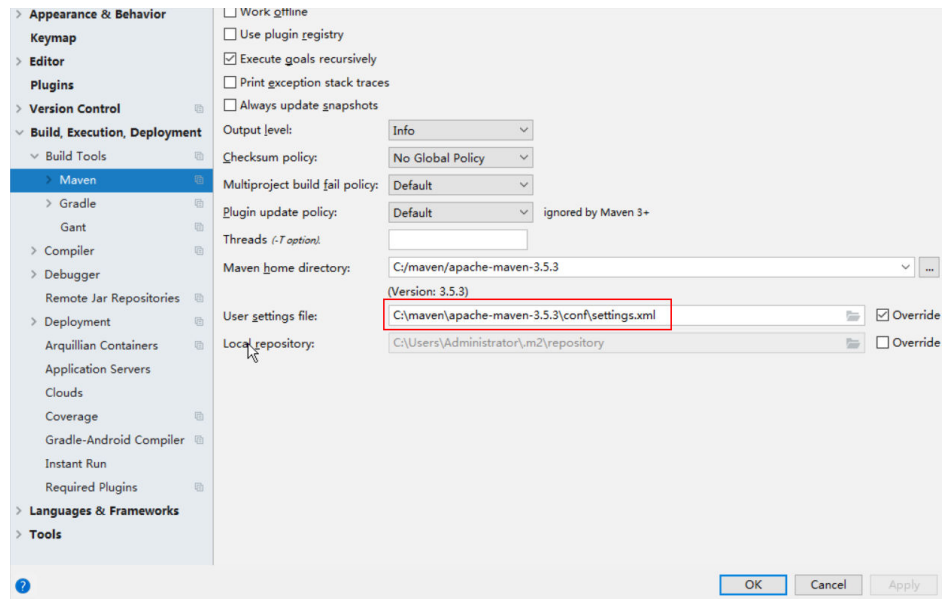 Appearance & Behavior
Keymap
Editor
Plugins
Version Control
Build, Execution, Deployment
Build Tools
Maven
Gradle
Gant
Compiler
Debugger
Remote Jar Repositories
Deployment
Arquillian Containers
Application Servers
Clouds
Coverage
Gradle-Android Compiler
Instant Run
Required Plugins
Languages & Frameworks
Tools
Work offline
Use plugin registry
Execute goals recursively
Print exception stack traces
Always update snapshots
Output level: Info
Checksum policy: No Global Policy
Multiproject build fail policy: Default
Plugin update policy: Default ignored by Maven 3+
Threads (-T option).
Maven home directory: C:/maven/apache-maven-3.5.3 ...
(Version: 3.5.3)
User settings file: C:\maven\apache-maven-3.5.3\conf\settings.xml Override
Local repository: C:\Users\Administrator\.m2\repository Override
? OK Cancel Apply